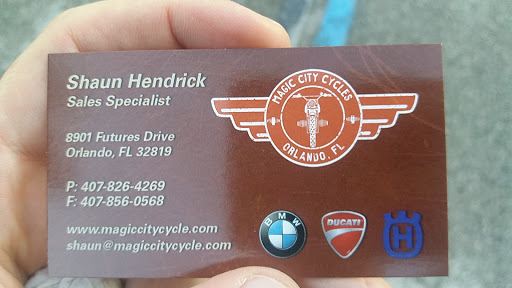 Shaun Hendrick
Sales Specialist
8901 Futures Drive
Orlando, FL 32819
P: 407-826-4269
F: 407-856-0568
www.magiccitycycle.com
shaun@magiccitycycle.com
MAGIC CITY CYCLES
ORLANDO, FL
BMW
DUCATI
H